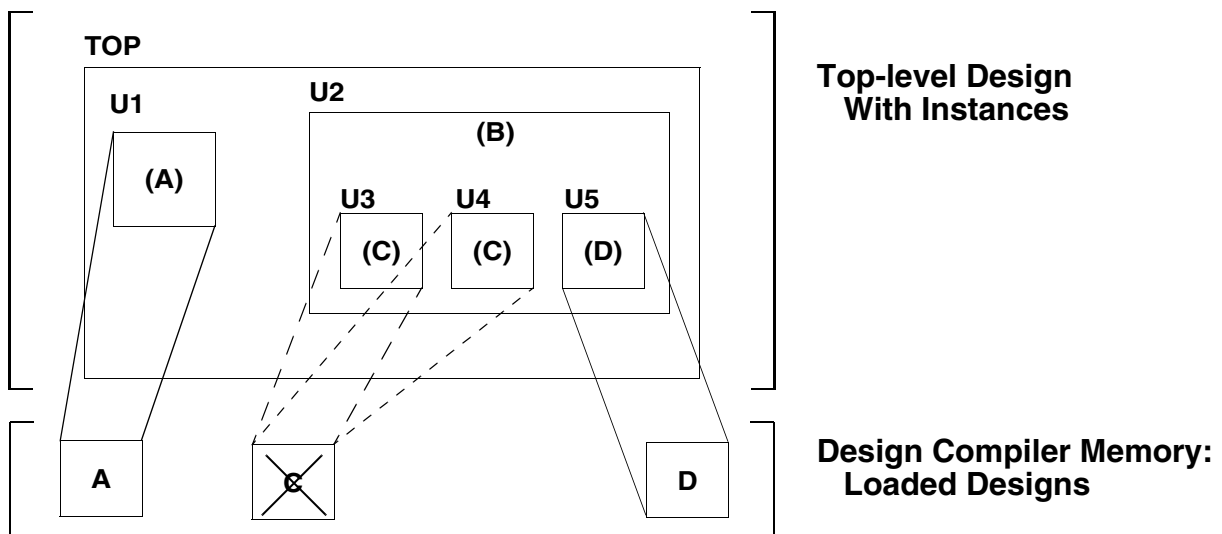 TOP
U1
U2
(A)
(B)
U3
U4
U5
(C)
(C)
(D)
Top-level Design
With Instances
A
C
D
Design Compiler Memory:
Loaded Designs